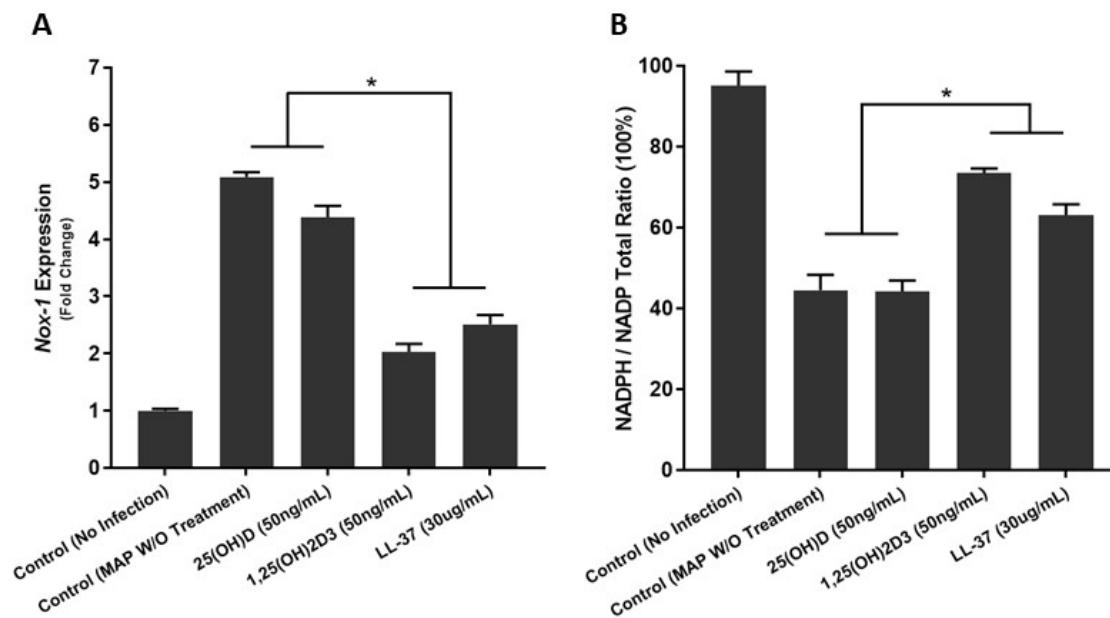 A
Nox-1 Expression
(Fold Change)
7
6
5
4
3
2
1
0
*
Control (No Infection)
Control (MAP W/O Treatment)
25(OH)D (50ng/mL)
1,25(OH)2D3 (50ng/mL)
LL-37 (30ug/mL)
B
NADPH / NADP Total Ratio (100%)
100
80
60
40
20
0
*
Control (No Infection)
Control (MAP W/O Treatment)
25(OH)D (50ng/mL)
1,25(OH)2D3 (50ng/mL)
LL-37 (30ug/mL)